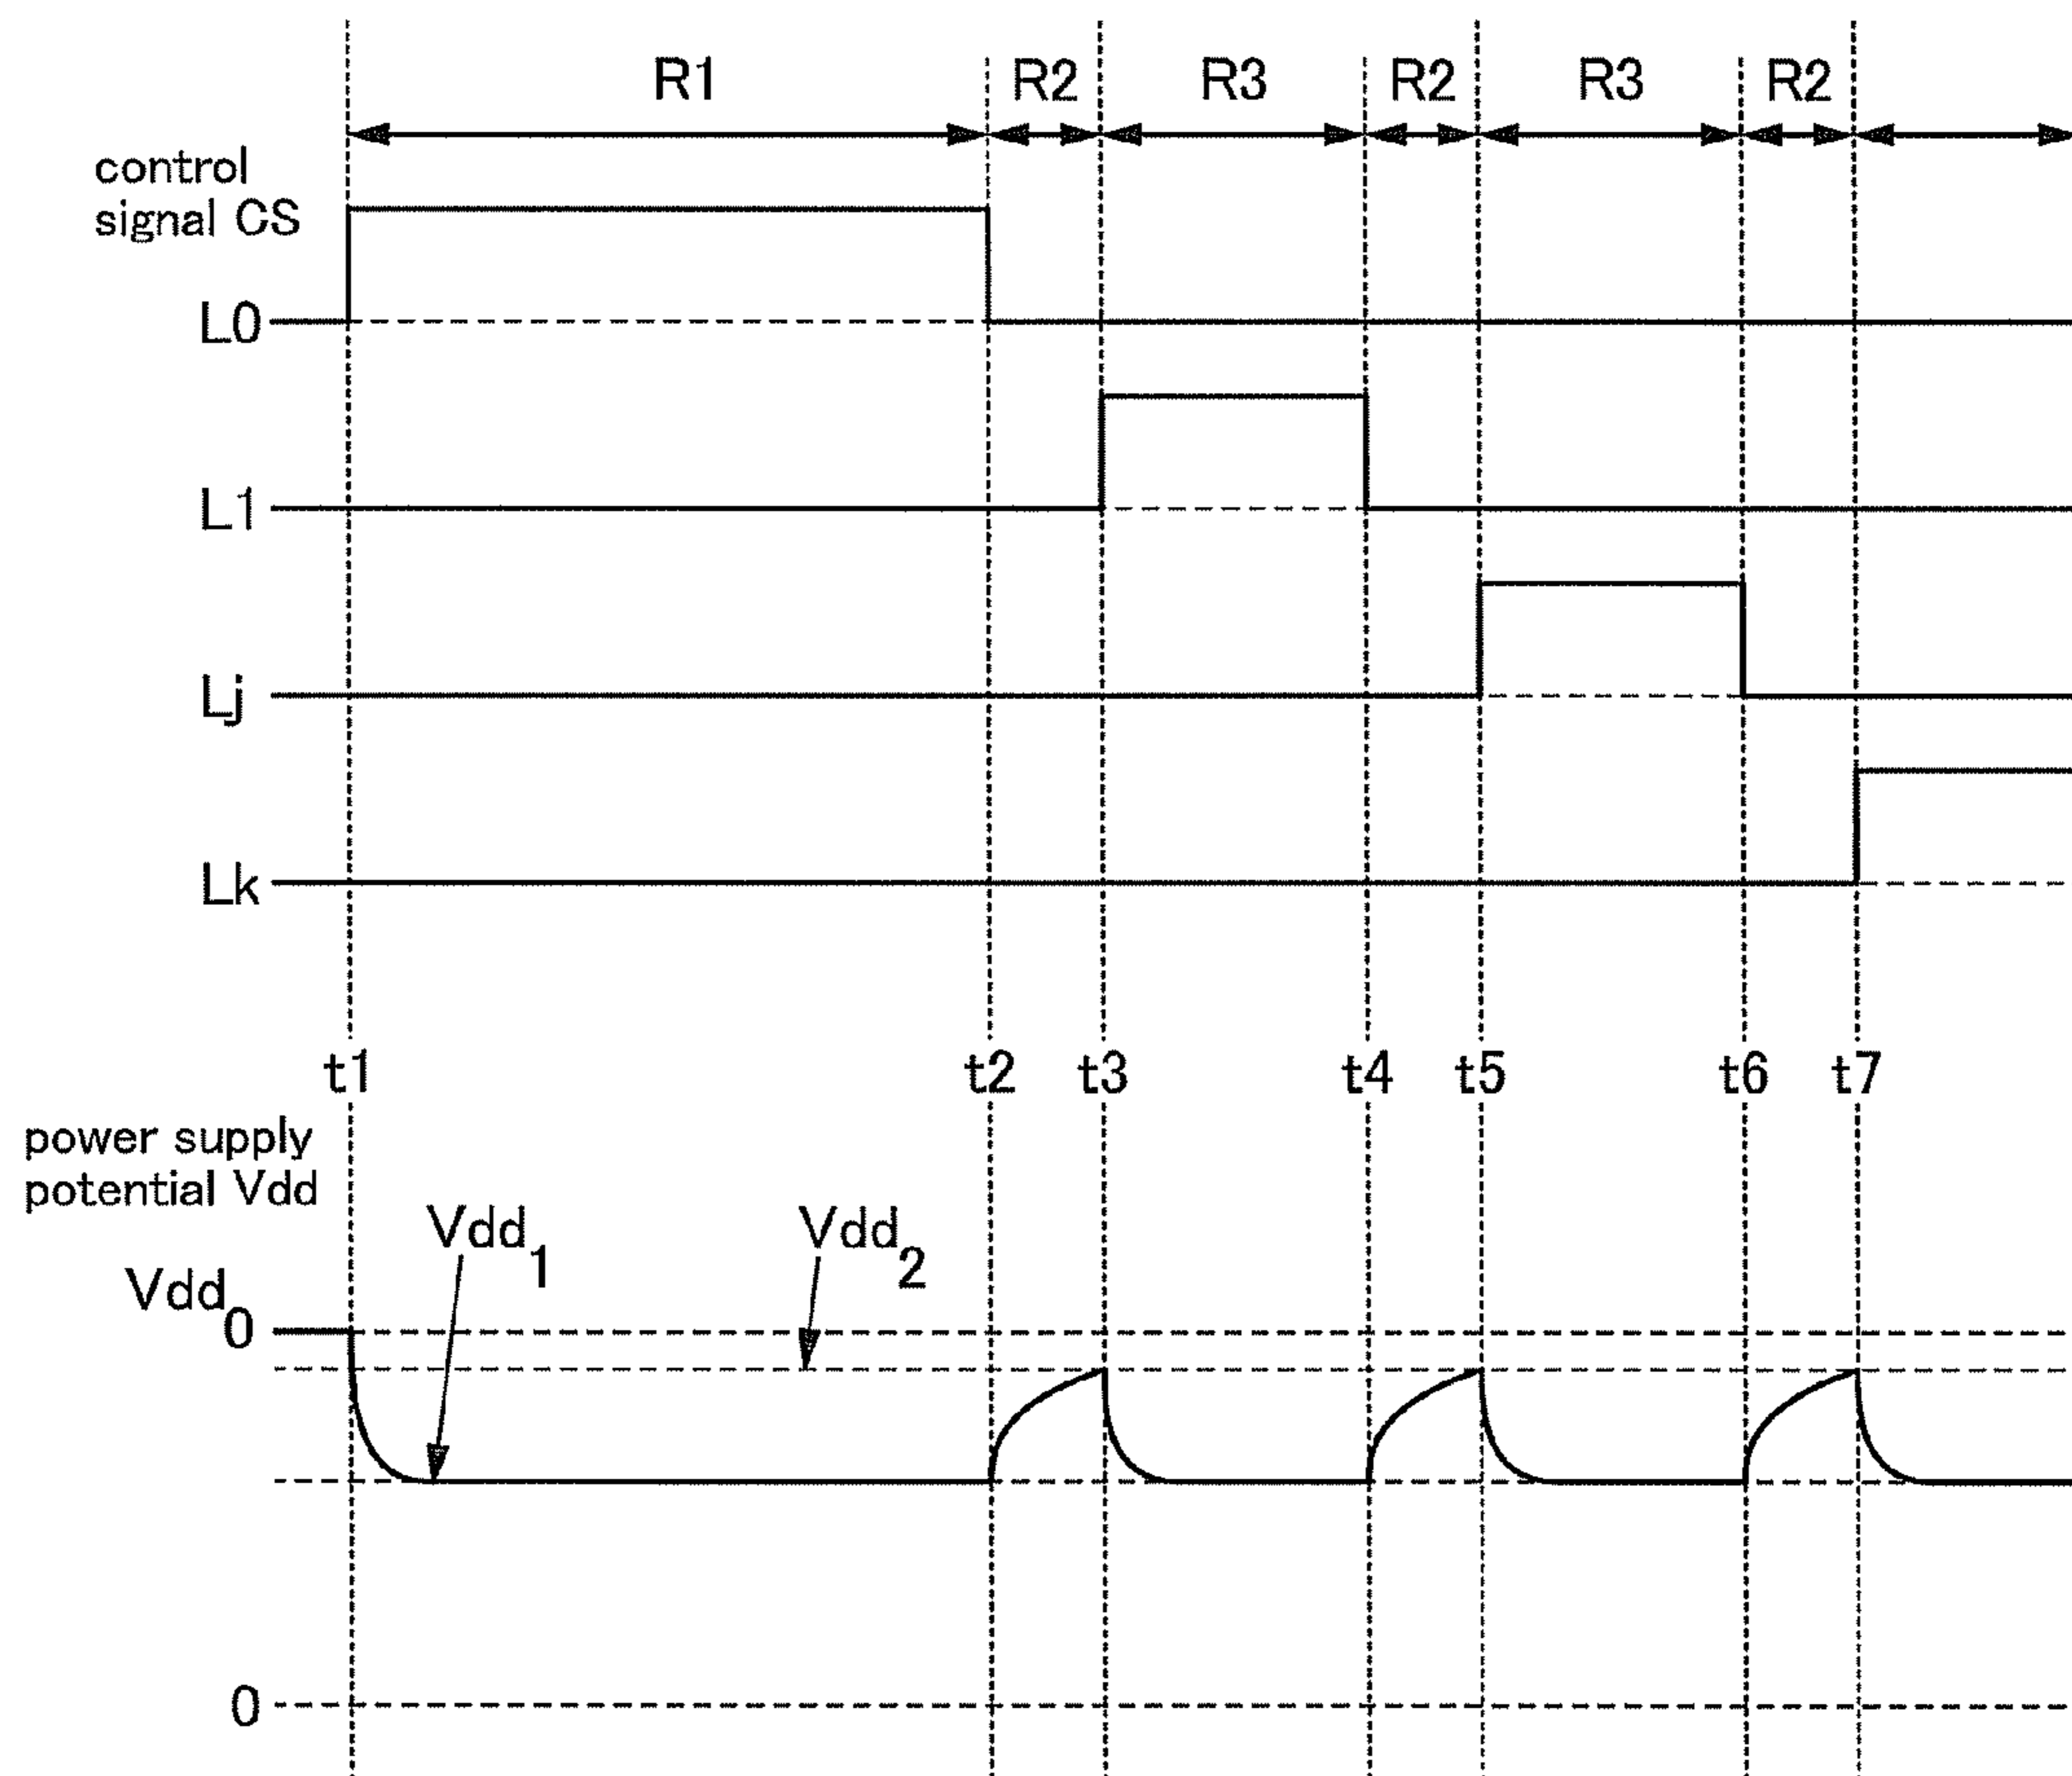 R1 R2 R3 R2 R3 R2
control
signal CS
L0
L1
Lj
Lk
t1 t2 t3 t4 t5 t6 t7
power supply
potential Vdd
Vdd1 Vdd2
Vdd0
0